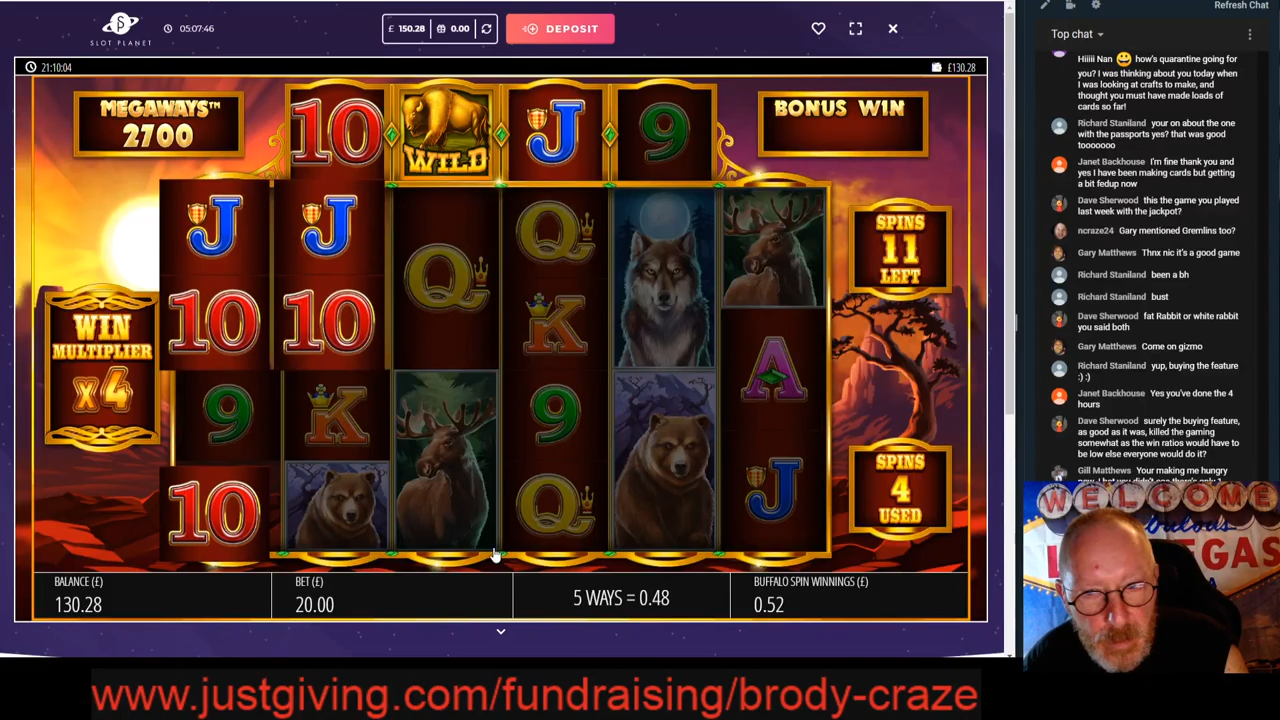 SLOT PLANET
05:07:46
£ 150.28
0.00
DEPOSIT
21:10:04
£130.28
MEGAWAYS™
2700
10
WILD
J
9
BONUS WIN
J
J
Q
Q
SPINS
11
LEFT
WIN
MULTIPLIER
x4
10
10
K
A
9
K
9
10
Q
J
SPINS
4
USED
BALANCE (£)
130.28
BET (£)
20.00
5 WAYS = 0.48
BUFFALO SPIN WINNINGS (£)
0.52
Refresh Chat
Top chat
Hiiiii Nan 😀 how's quarantine going for
you? I was thinking about you today when
I was looking at crafts to make, and
thought you must have made loads of
cards so far!
Richard Staniland your on about the one
with the passports yes? that was good
tooooooo
Janet Backhouse I'm fine thank you and
yes I have been making cards but getting
a bit fedup now
Dave Sherwood this the game you played
last week with the jackpot?
ncraze24 Gary mentioned Gremlins too?
Gary Matthews Thnx nic it's a good game
Richard Staniland been a bh
Richard Staniland bust
Dave Sherwood fat Rabbit or white rabbit
you said both
Gary Matthews Come on gizmo
Richard Staniland yup, buying the feature
:) :)
Janet Backhouse Yes you've done the 4
hours
Dave Sherwood surely the buying feature,
as good as it was, killed the gaming
somewhat as the win ratios would have to
be low else everyone would do it?
Gill Matthews Your making me hungry
WELCOME
www.justgiving.com/fundraising/brody-craze